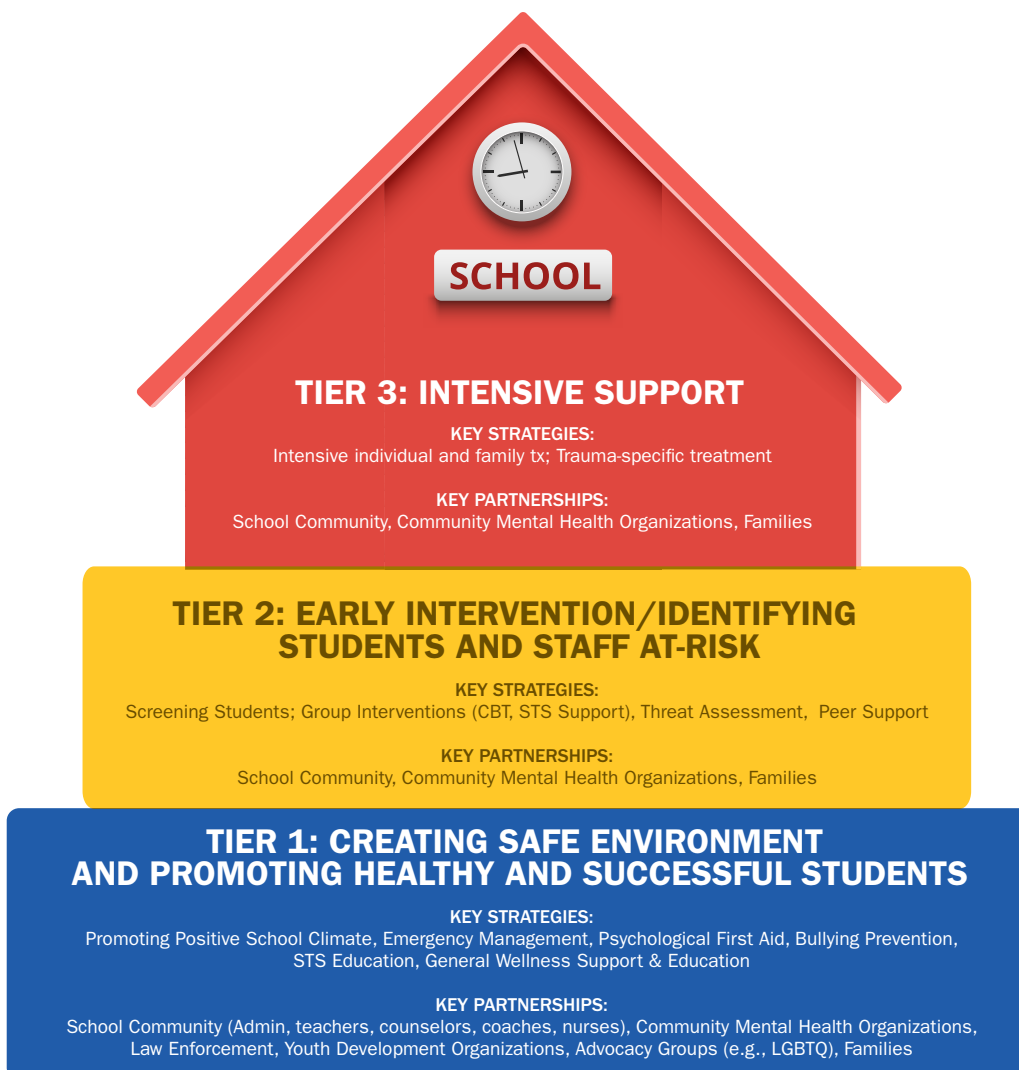 SCHOOL
TIER 3: INTENSIVE SUPPORT
KEY STRATEGIES:
Intensive individual and family tx; Trauma-specific treatment
KEY PARTNERSHIPS:
School Community, Community Mental Health Organizations, Families
TIER 2: EARLY INTERVENTION/IDENTIFYING
STUDENTS AND STAFF AT-RISK
KEY STRATEGIES:
Screening Students; Group Interventions (CBT, STS Support), Threat Assessment,  Peer Support
KEY PARTNERSHIPS:
School Community, Community Mental Health Organizations, Families
TIER 1: CREATING SAFE ENVIRONMENT
AND PROMOTING HEALTHY AND SUCCESSFUL STUDENTS
KEY STRATEGIES:
Promoting Positive School Climate, Emergency Management, Psychological First Aid, Bullying Prevention,
STS Education, General Wellness Support & Education
KEY PARTNERSHIPS:
School Community (Admin, teachers, counselors, coaches, nurses), Community Mental Health Organizations,
Law Enforcement, Youth Development Organizations, Advocacy Groups (e.g., LGBTQ), Families